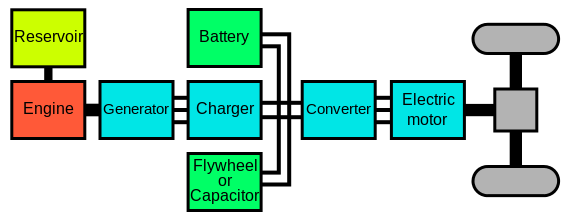 Reservoir
Battery
Engine
Generator
Charger
Converter
Electric
motor
Flywheel
or
Capacitor